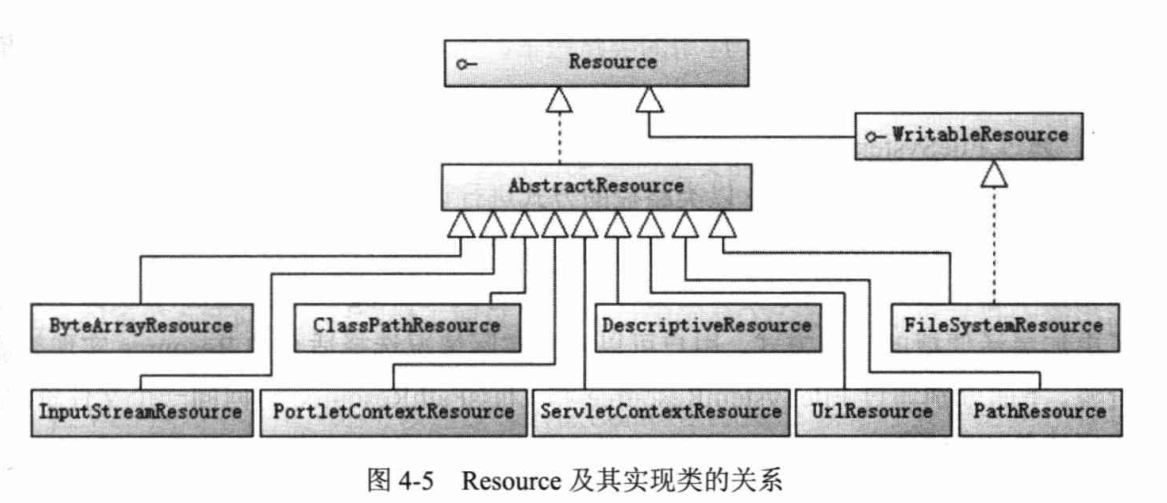 Resource
WritableResource
AbstractResource
ByteArrayResource
ClassPathResource
DescriptiveResource
FileSystemResource
InputStreamResource
PortletContextResource
ServletContextResource
UrlResource
PathResource
图 4-5 Resource 及其实现类的关系